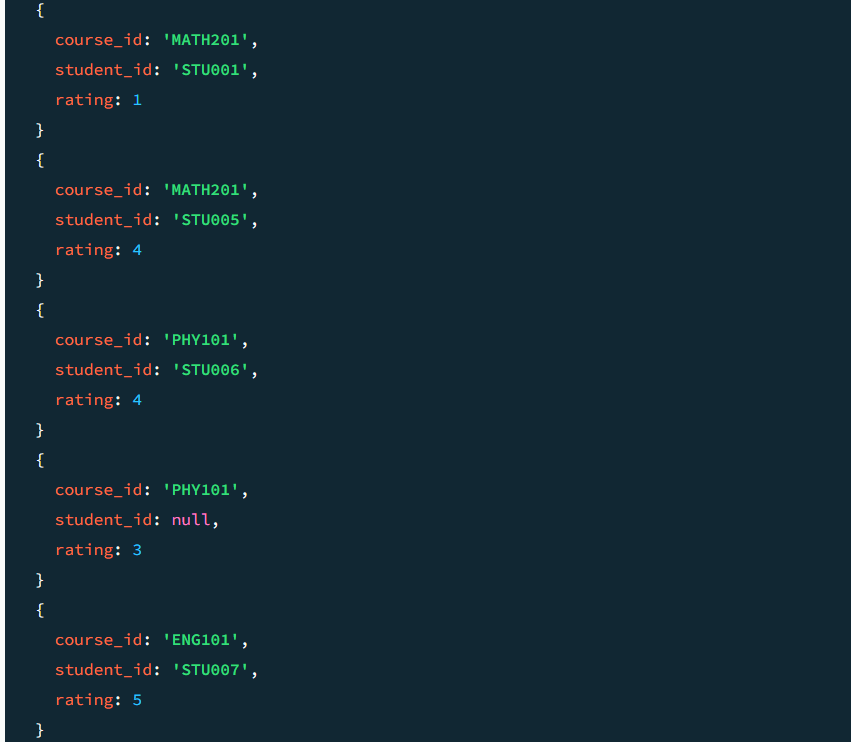 {
course_id: 'MATH201',
student_id: 'STU001',
rating: 1
}
{
course_id: 'MATH201',
student_id: 'STU005',
rating: 4
}
{
course_id: 'PHY101',
student_id: 'STU006',
rating: 4
}
{
course_id: 'PHY101',
student_id: null,
rating: 3
}
{
course_id: 'ENG101',
student_id: 'STU007',
rating: 5
}